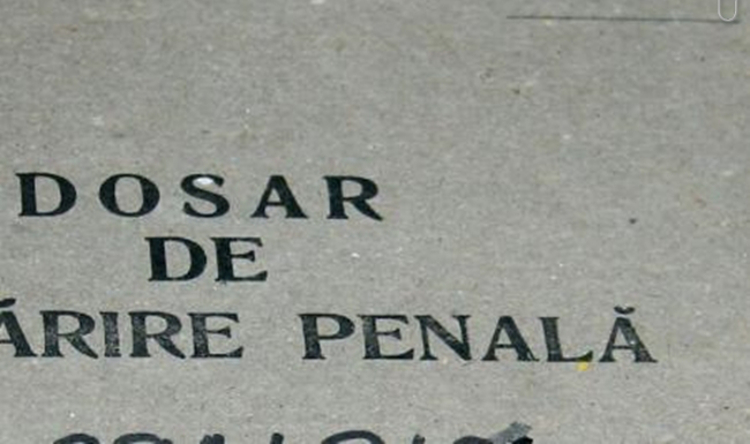 DOSAR
DE
ĂRIRE PENALĂ